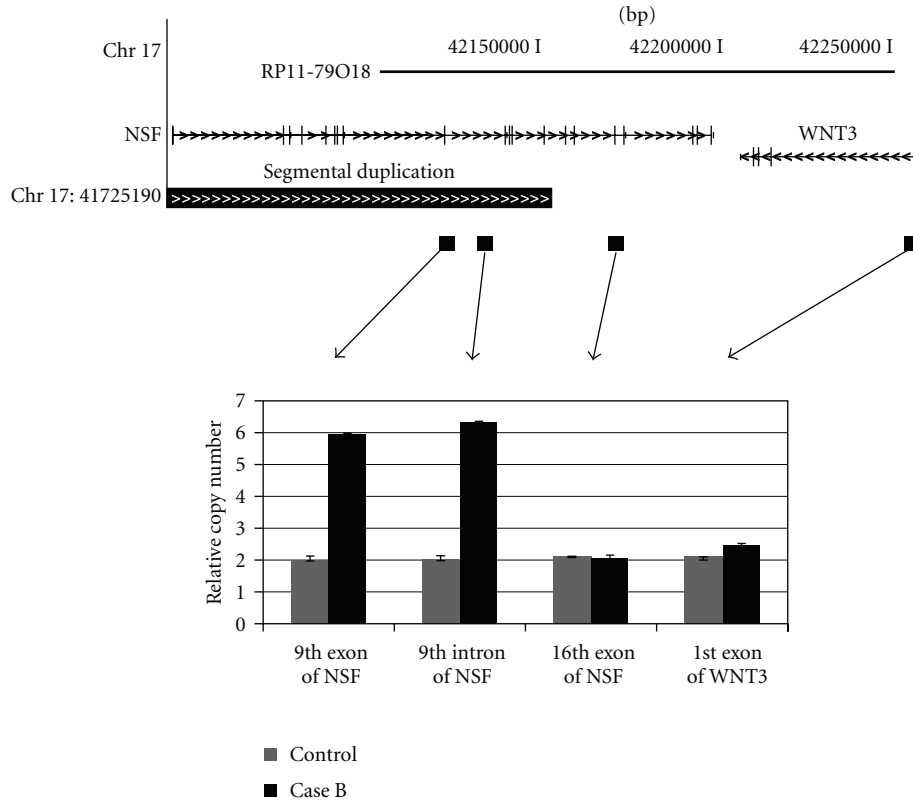 (bp)
Chr 17
42150000 I
42200000 I
42250000 I
RP11-79O18
NSF
WNT3
Segmental duplication
Chr 17: 41725190
>>>>>>>>>>>>>>>>>>>>>>>>>>>>>>>>>>>>>>
Relative copy number
7
6
5
4
3
2
1
0
9th exon
of NSF
9th intron
of NSF
16th exon
of NSF
1st exon
of WNT3
Control
Case B